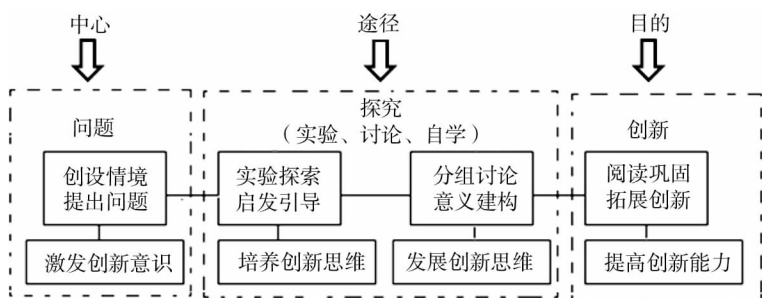 中心
途径
目的
问题
探究
（实验、讨论、自学）
创新
创设情境
提出问题
实验探索
启发引导
分组讨论
意义建构
阅读巩固
拓展创新
激发创新意识
培养创新思维
发展创新思维
提高创新能力